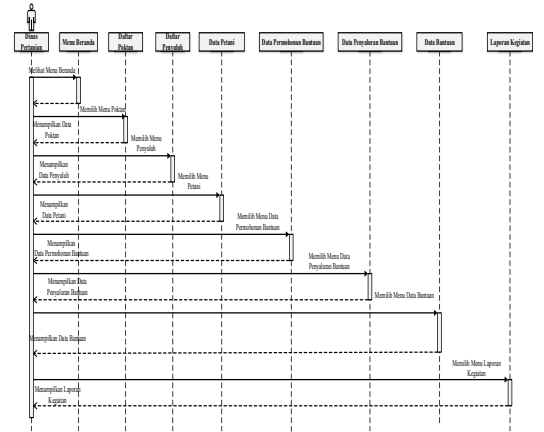 Dinas
Pertanian
Menu Beranda
Daftar
Poktan
Daftar
Penyuluh
Data Petani
Data Permohonan Bantuan
Data Penyaluran Bantuan
Data Bantuan
Laporan Kegiatan
Melihat Menu Beranda
Memilih Menu Poktan
Menampilkan Data
Poktan
Memilih Menu
Penyuluh
Menampilkan
Data Penyuluh
Memilih Menu
Petani
Menampilkan
Data Petani
Memilih Menu Data
Permohonan Bantuan
Menampilkan
Data Permohonan Bantuan
Memilih Menu Data
Penyaluran Bantuan
Menampilkan Data
Penyaluran Bantuan
Memilih Menu Data Bantuan
Menampilkan Data Bantuan
Memilih Menu Laporan
Kegiatan
Menampilkan Laporan
Kegiatan